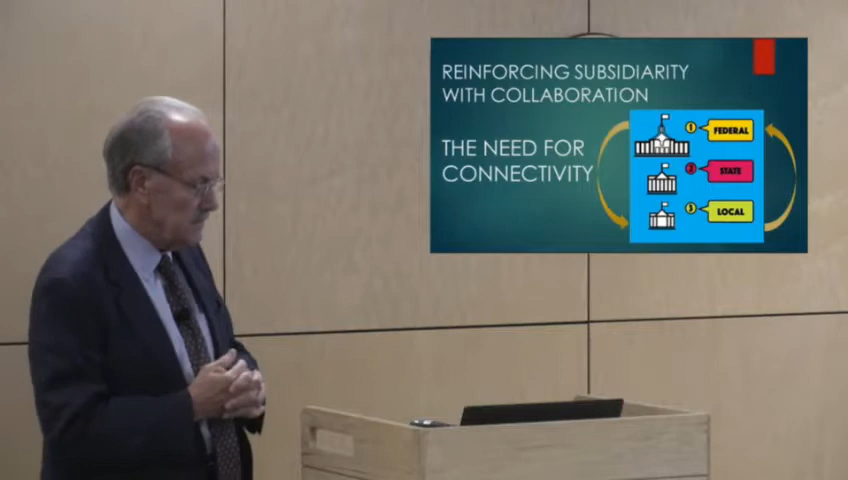 REINFORCING SUBSIDIARITY
WITH COLLABORATION
THE NEED FOR
CONNECTIVITY
1 FEDERAL
2 STATE
3 LOCAL